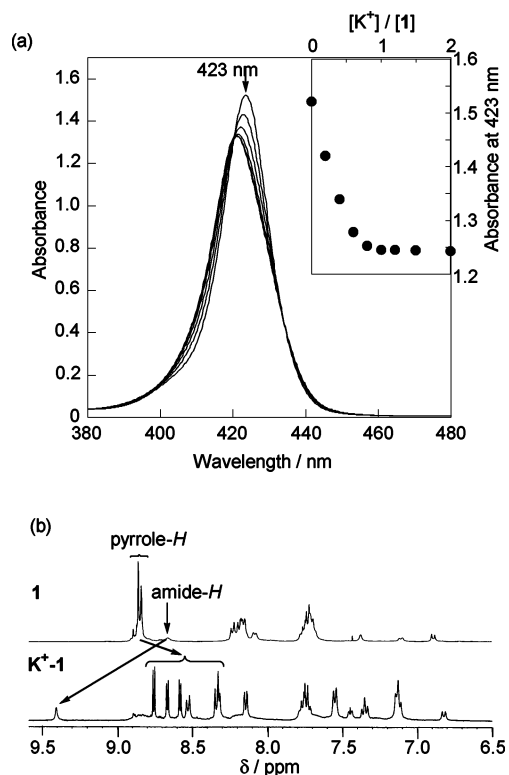 (a)
[K⁺] / [1]
0 1 2
423 nm
1.6
1.4
1.2
1.0
0.8
0.6
0.4
0.2
0
Absorbance
1.6
1.5
1.4
1.3
1.2
Absorbance at 423 nm
380 400 420 440 460 480
Wavelength / nm
(b)
pyrrole-H
1
amide-H
K⁺-1
9.5 9.0 8.5 8.0 7.5 7.0 6.5
δ / ppm